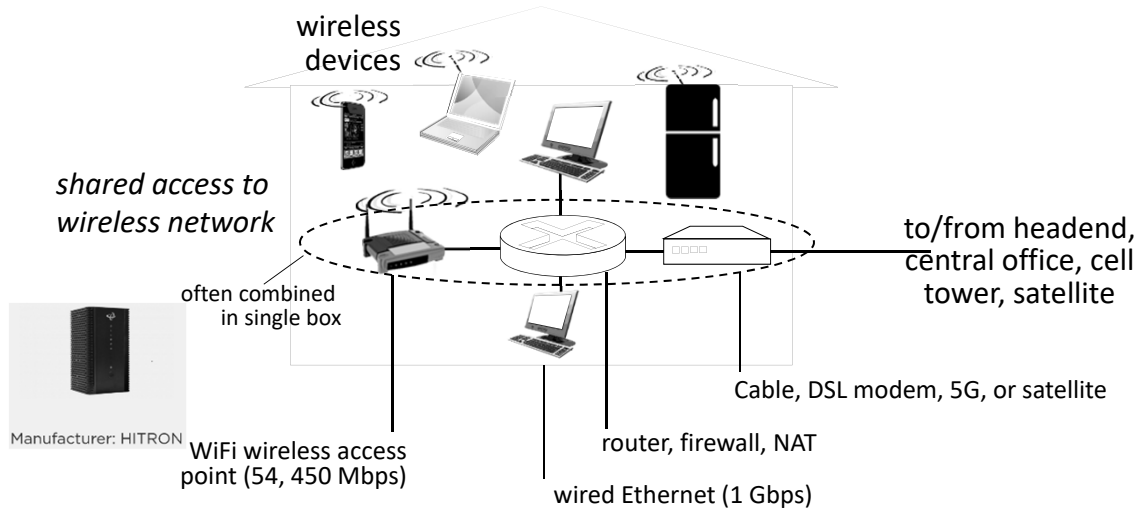 wireless
devices
shared access to
wireless network
to/from headend,
central office, cell
tower, satellite
often combined
in single box
Manufacturer: HITRON
Cable, DSL modem, 5G, or satellite
router, firewall, NAT
WiFi wireless access
point (54, 450 Mbps)
wired Ethernet (1 Gbps)